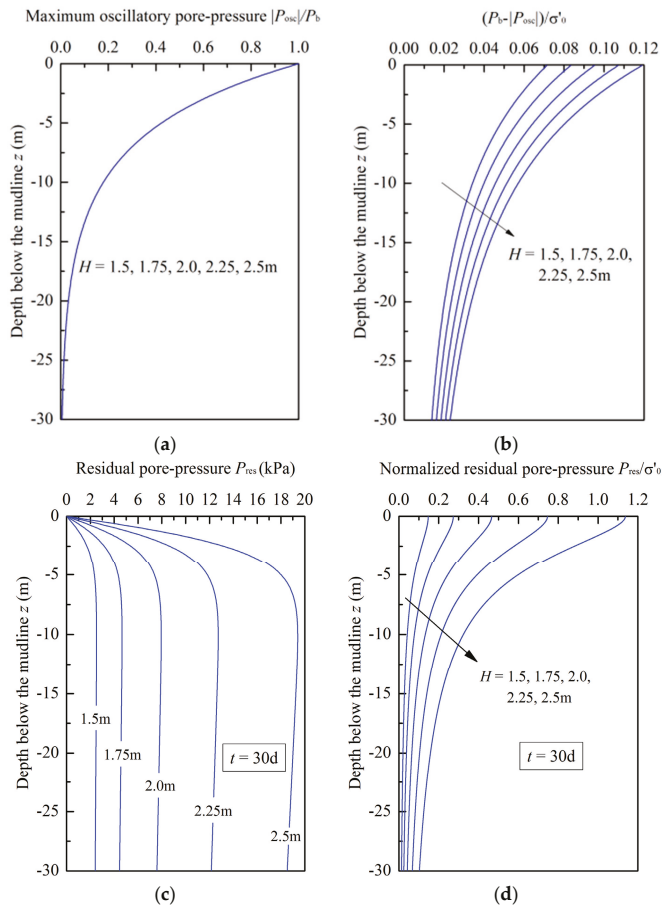 Maximum oscillatory pore-pressure |Posc|/Pb
0.0 0.2 0.4 0.6 0.8 1.0
0
-5
-10
-15
-20
-25
-30
Depth below the mudline z (m)
H = 1.5, 1.75, 2.0, 2.25, 2.5m
(a)
(Pb-|Posc|)/σ'0
0.00 0.02 0.04 0.06 0.08 0.10 0.12
0
-5
-10
-15
-20
-25
-30
Depth below the mudline z (m)
H = 1.5, 1.75, 2.0,
2.25, 2.5m
(b)
Residual pore-pressure Pres (kPa)
0 2 4 6 8 10 12 14 16 18 20
0
-5
-10
-15
-20
-25
-30
Depth below the mudline z (m)
1.5m
1.75m
2.0m
2.25m
2.5m
t = 30d
(c)
Normalized residual pore-pressure Pres/σ'0
0.0 0.2 0.4 0.6 0.8 1.0 1.2
0
-5
-10
-15
-20
-25
-30
Depth below the mudline z (m)
H = 1.5, 1.75, 2.0,
2.25, 2.5m
t = 30d
(d)